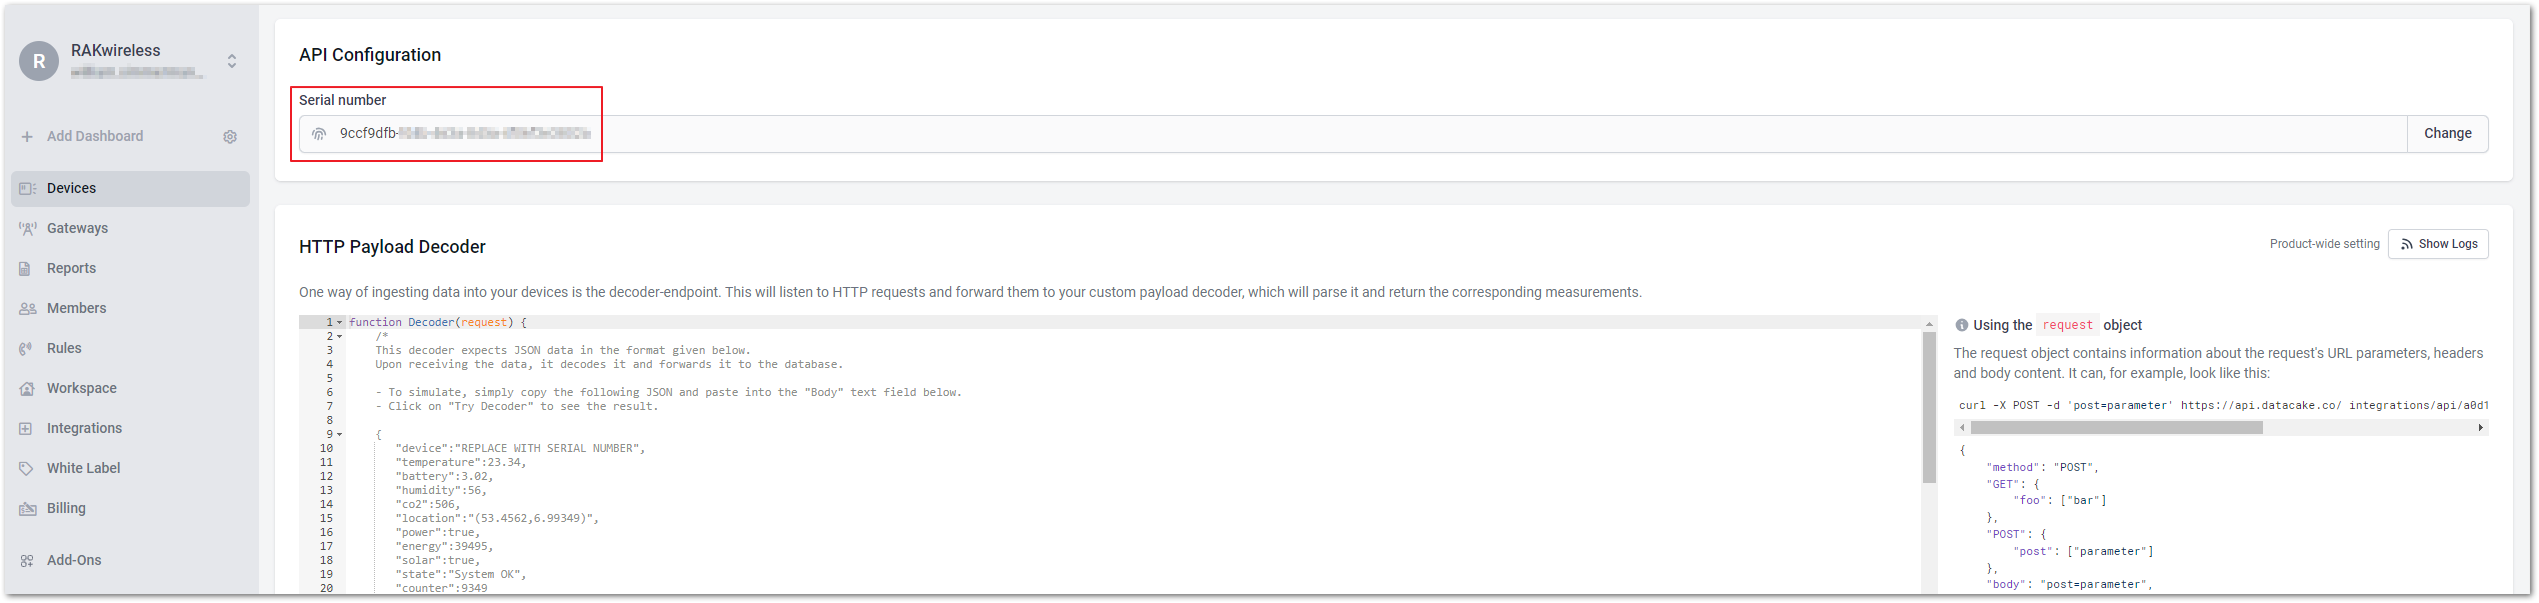 R
RAKwireless
Add Dashboard
Devices
Gateways
Reports
Members
Rules
Workspace
Integrations
White Label
Billing
Add-Ons
API Configuration
Serial number
9ccf9dfb-
Change
HTTP Payload Decoder
Product-wide setting
Show Logs
One way of ingesting data into your devices is the decoder-endpoint. This will listen to HTTP requests and forward them to your custom payload decoder, which will parse it and return the corresponding measurements.
1 function Decoder(request) {
2 /*
3 This decoder expects JSON data in the format given below.
4 Upon receiving the data, it decodes it and forwards it to the database.
5
6 - To simulate, simply copy the following JSON and paste into the "Body" text field below.
7 - Click on "Try Decoder" to see the result.
8
9 {
10 "device":"REPLACE WITH SERIAL NUMBER",
11 "temperature":23.34,
12 "battery":3.02,
13 "humidity":56,
14 "co2":506,
15 "location":"(53.4562,6.99349)",
16 "power":true,
17 "energy":39495,
18 "solar":true,
19 "state":"System OK",
20 "counter":9349
Using the request object
The request object contains information about the request's URL parameters, headers
and body content. It can, for example, look like this:
curl -X POST -d 'post=parameter' https://api.datacake.co/ integrations/api/a0d1
{
"method": "POST",
"GET": {
"foo": ["bar"]
},
"POST": {
"post": ["parameter"]
},
"body": "post=parameter",